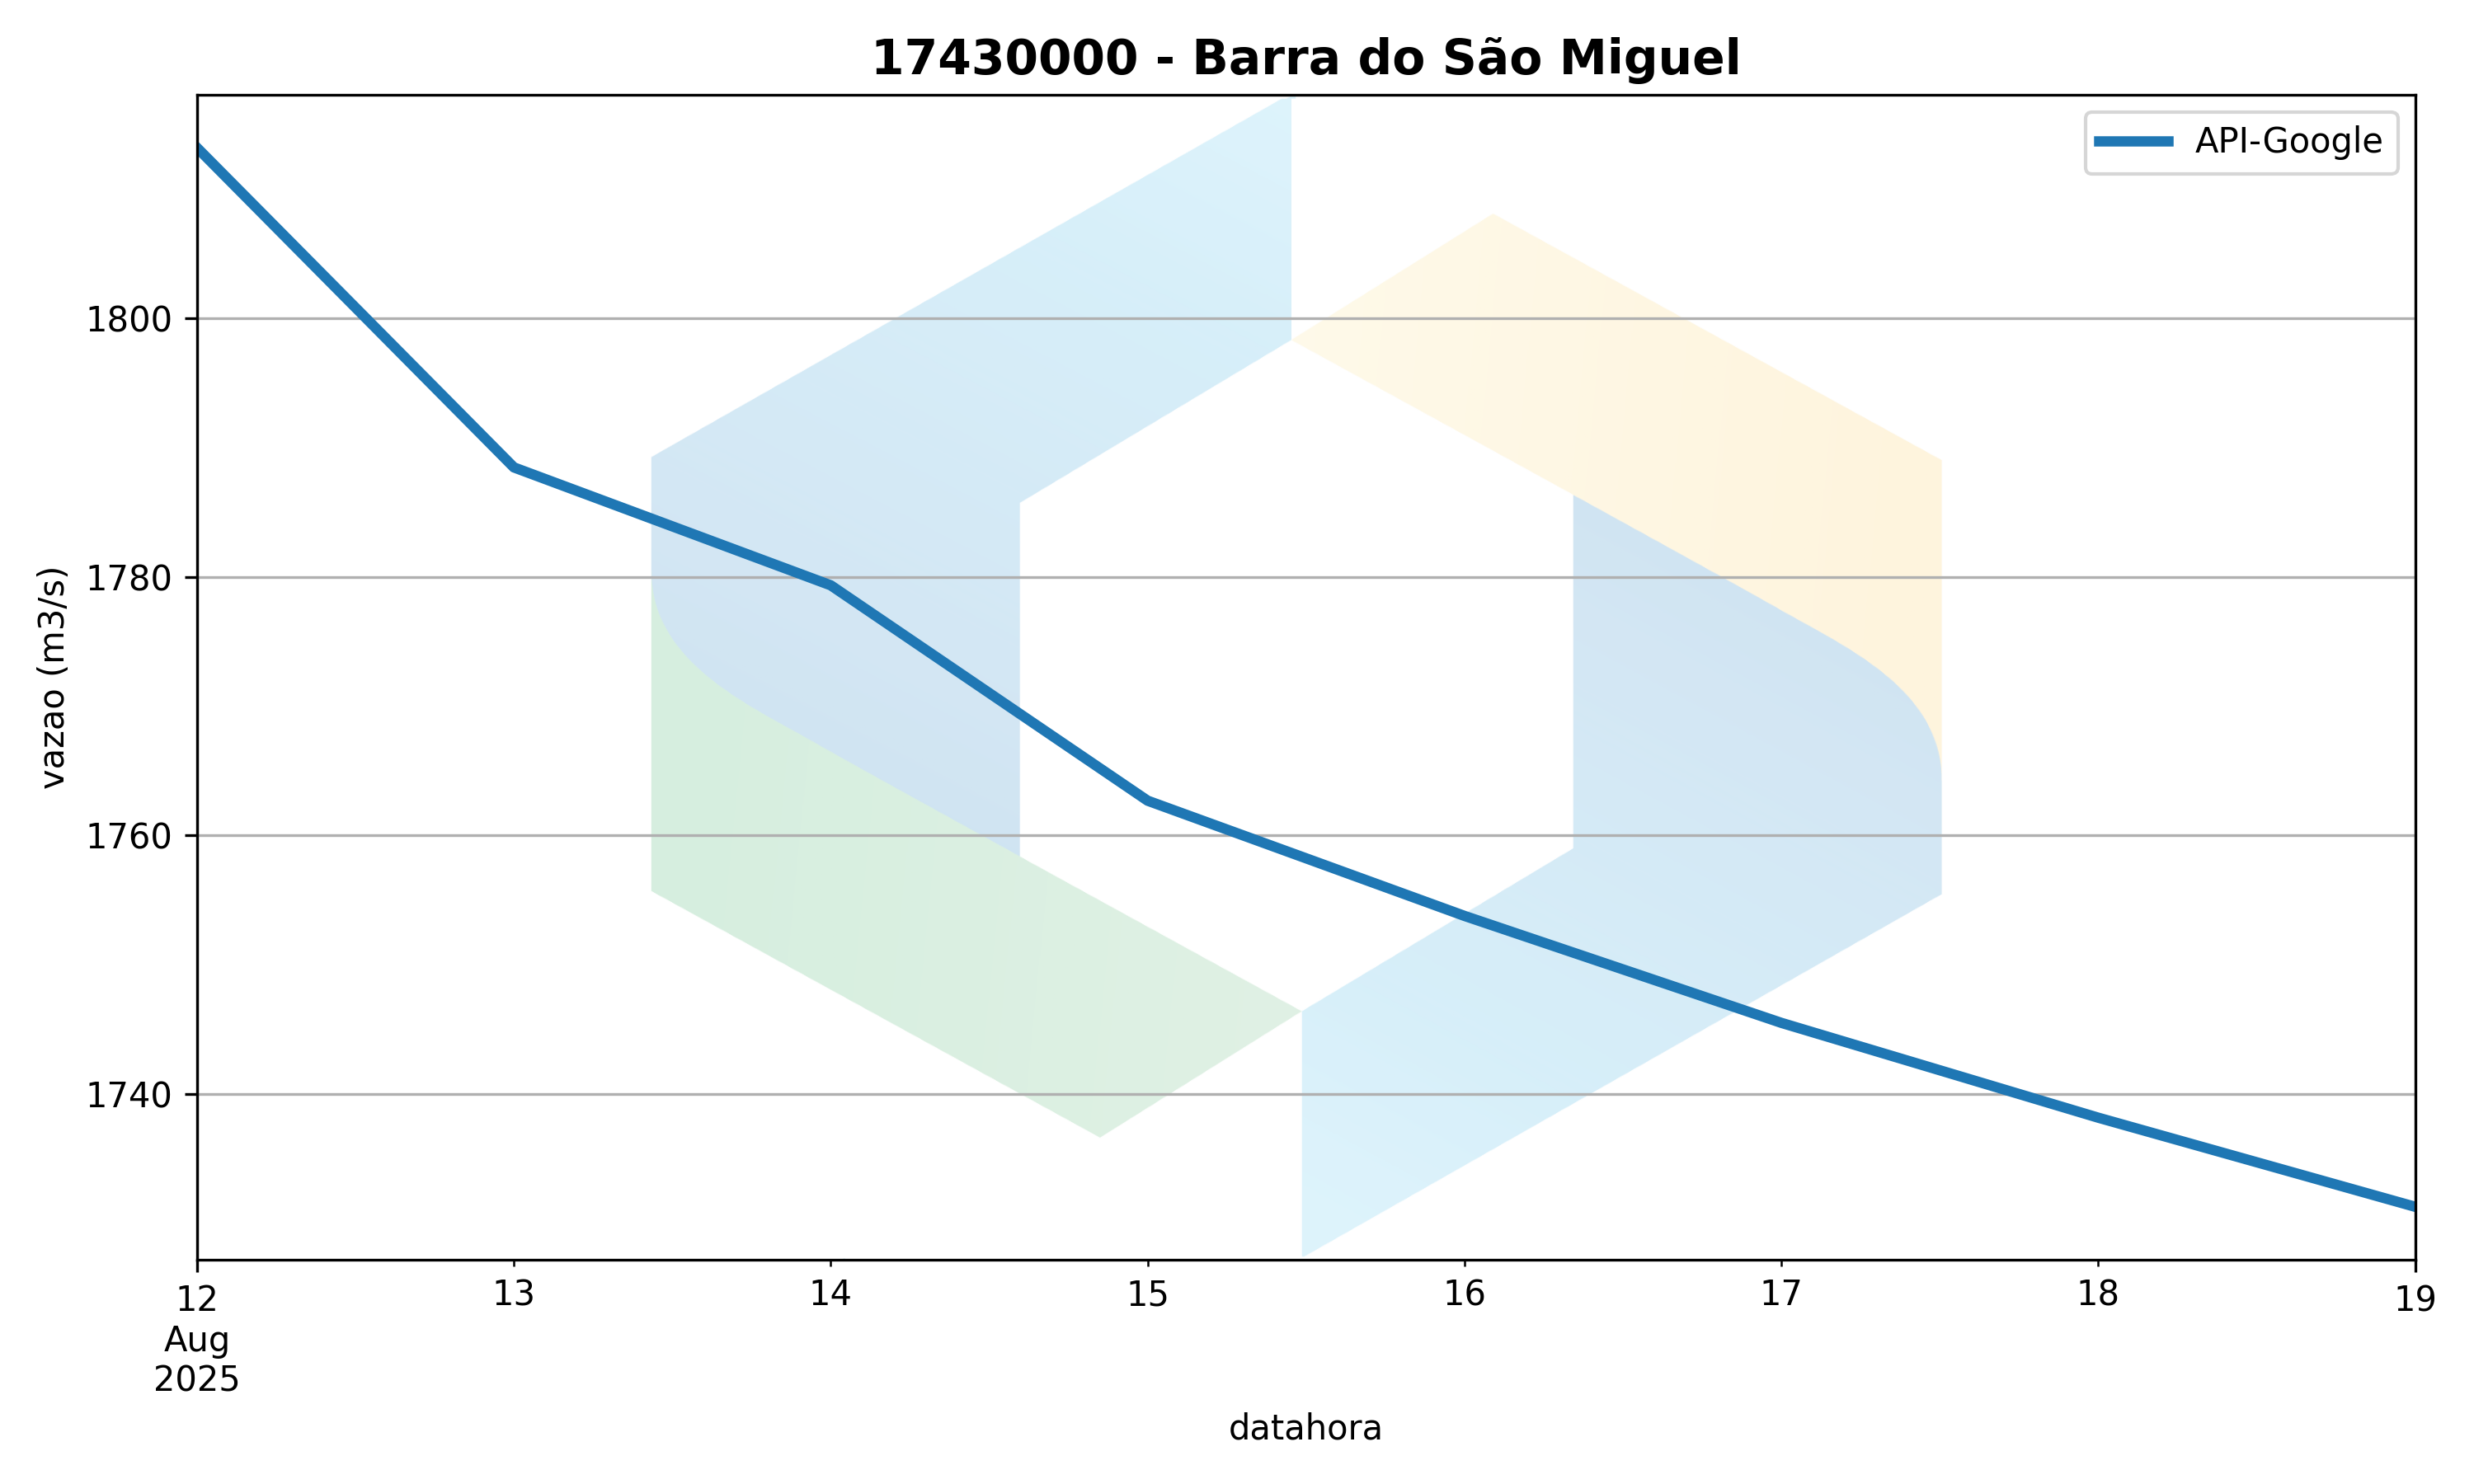 17430000 - Barra do São Miguel
API-Google
1800
1780
1760
1740
vazao (m3/s)
12 13 14 15 16 17 18 19
Aug
2025
datahora